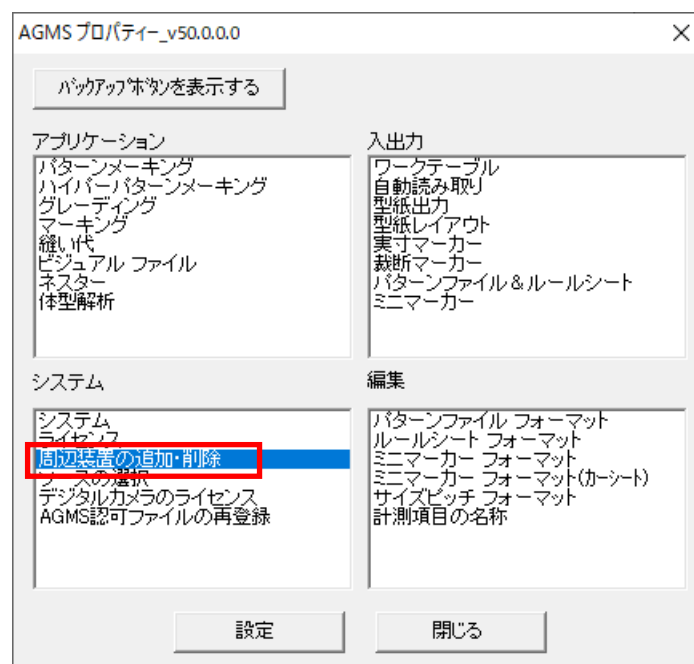 AGMS プロパティー_v50.0.0.0
バックアップボタンを表示する
アプリケーション
パターンメーキング
ハイパーパターンメーキング
グレーディング
マーキング
縫い代
ビジュアル ファイル
ネスター
体型解析
入出力
ワークテーブル
自動読み取り
型紙出力
型紙レイアウト
実寸マーカー
裁断マーカー
パターンファイル&ルールシート
ミニマーカー
システム
システム
ライセンス
周辺装置の追加・削除
ソースの選択
デジタルカメラのライセンス
AGMS認可ファイルの再登録
編集
パターンファイル フォーマット
ルールシート フォーマット
ミニマーカー フォーマット
ミニマーカー フォーマット(カーシート)
サイズピッチ フォーマット
計測項目の名称
設定
閉じる